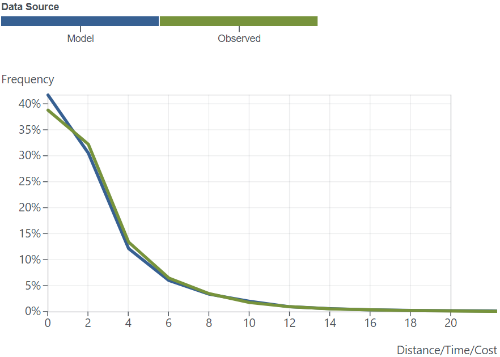 Data Source
Model Observed
Frequency
40%
35%
30%
25%
20%
15%
10%
5%
0%
0 2 4 6 8 10 12 14 16 18 20
Distance/Time/Cost